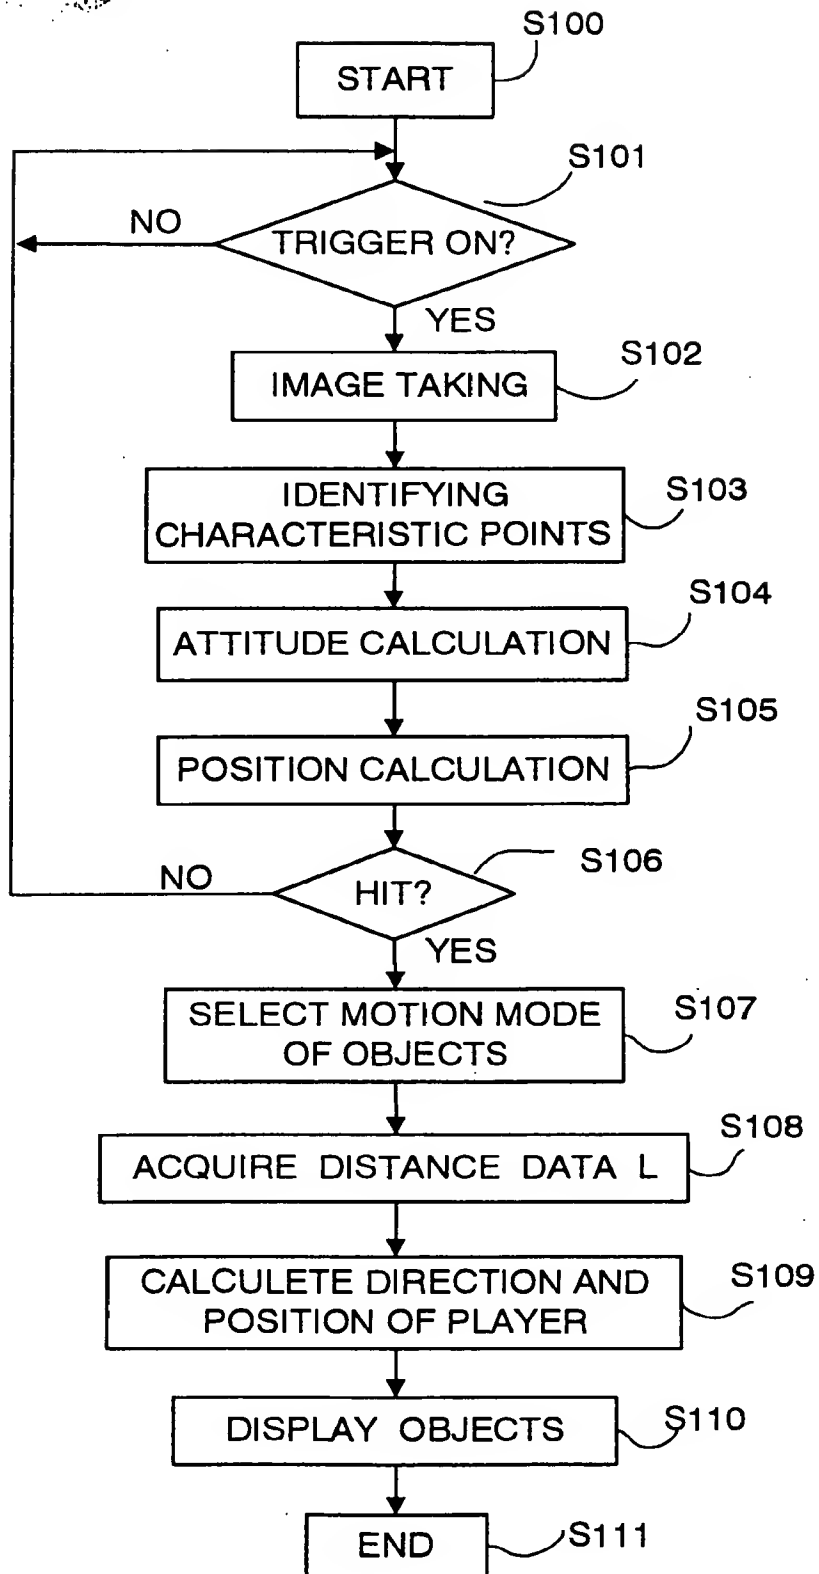 S100
START
S101
NO
TRIGGER ON?
YES
S102
IMAGE TAKING
S103
IDENTIFYING
CHARACTERISTIC POINTS
S104
ATTITUDE CALCULATION
S105
POSITION CALCULATION
S106
NO
HIT?
YES
S107
SELECT MOTION MODE
OF OBJECTS
S108
ACQUIRE DISTANCE DATA L
S109
CALCULETE DIRECTION AND
POSITION OF PLAYER
S110
DISPLAY OBJECTS
S111
END